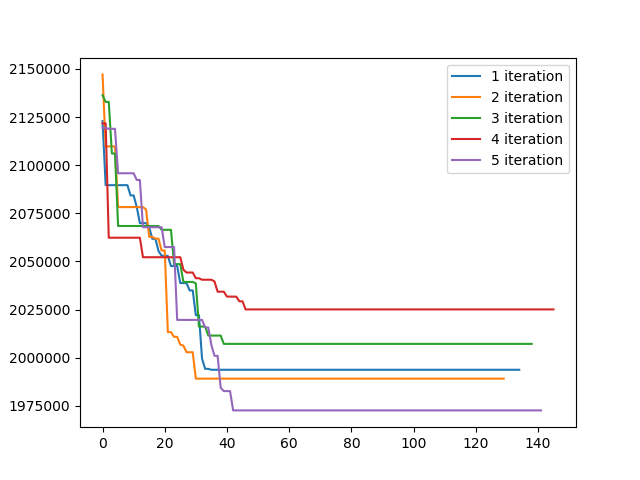 2150000
2125000
2100000
2075000
2050000
2025000
2000000
1975000
0 20 40 60 80 100 120 140
1 iteration
2 iteration
3 iteration
4 iteration
5 iteration